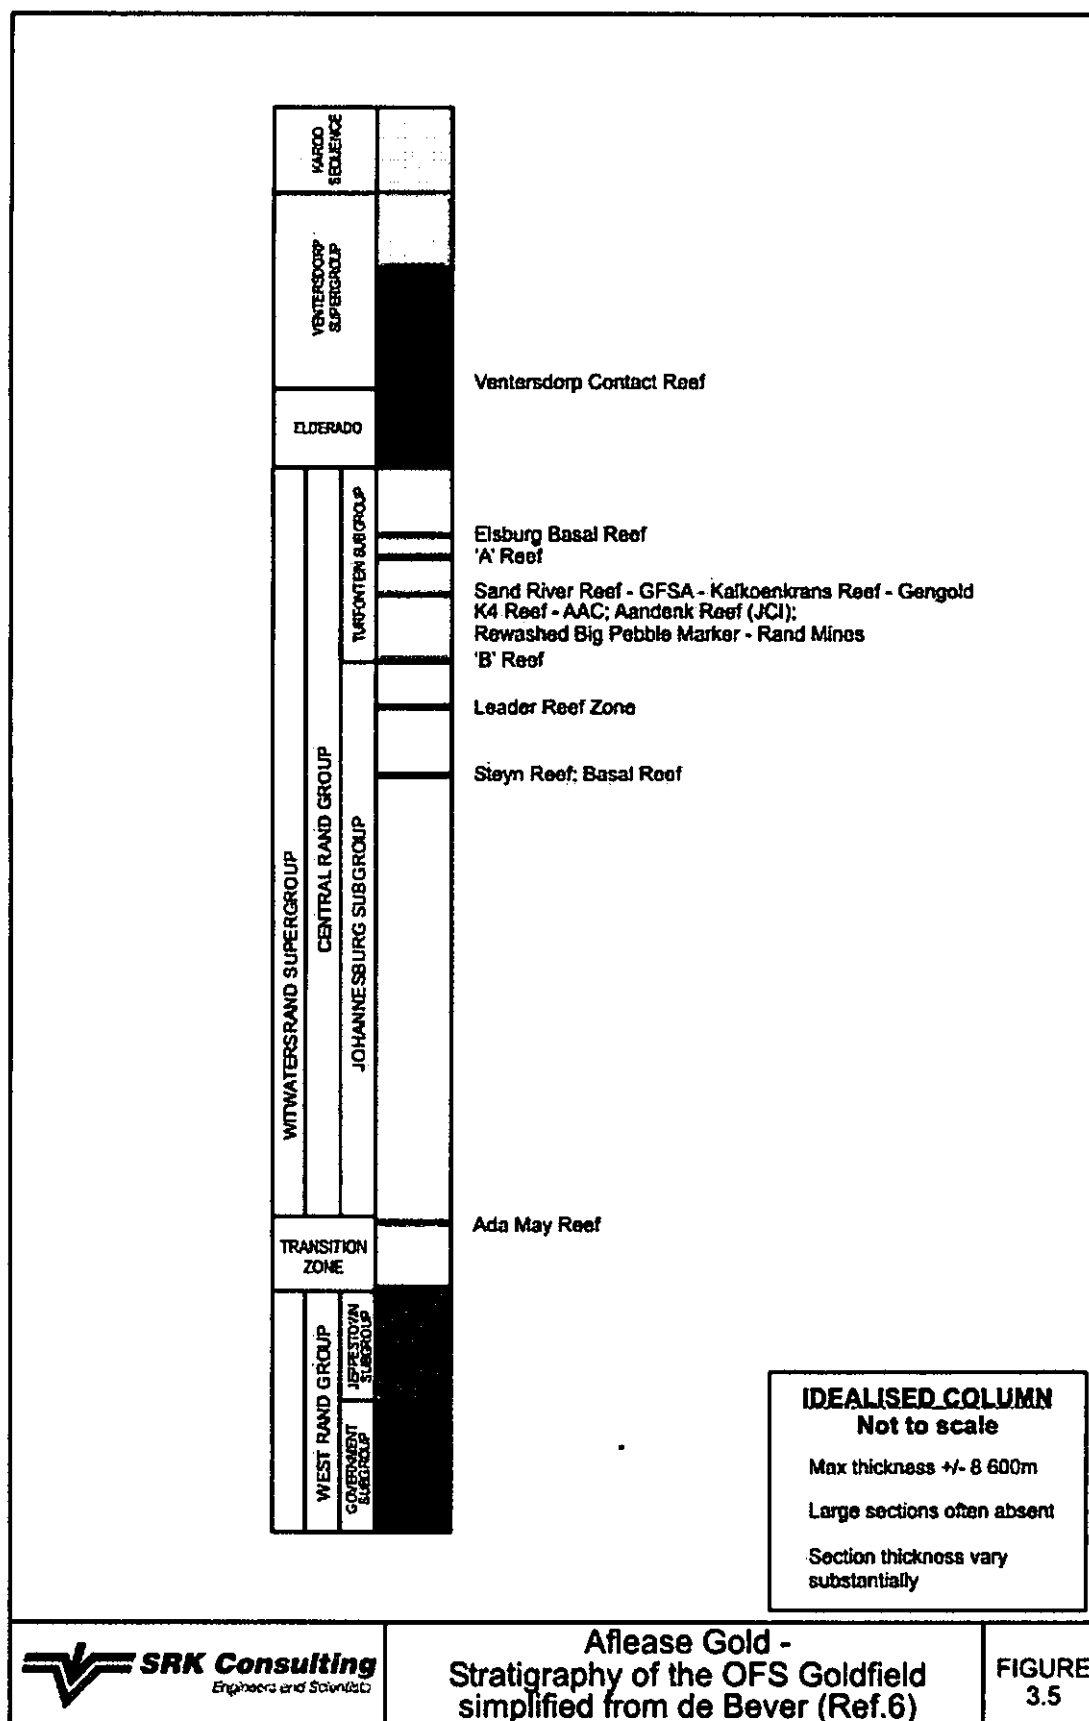 KAROO
SEQUENCE
VENTERSDORP
SUPERGROUP
Ventersdorp Contact Reef
ELDERADO
WITWATERSRAND SUPERGROUP
CENTRAL RAND GROUP
TURFONTEIN SUBGROUP
Elsburg Basal Reef
'A' Reef
Sand River Reef - GFSA - Kalkoenkrans Reef - Gengold
K4 Reef - AAC; Aandenk Reef (JCI);
Rewashed Big Pebble Marker - Rand Mines
'B' Reef
JOHANNESBURG SUBGROUP
Leader Reef Zone
Steyn Reef; Basal Reef
Ada May Reef
TRANSITION
ZONE
WEST RAND GROUP
JEPPESTOWN
SUBGROUP
GOVERNMENT
SUBGROUP
IDEALISED COLUMN
Not to scale
Max thickness +/- 8 600m
Large sections often absent
Section thickness vary
substantially
SRK Consulting
Engineers and Scientists
Aflease Gold -
Stratigraphy of the OFS Goldfield
simplified from de Bever (Ref.6)
FIGURE
3.5